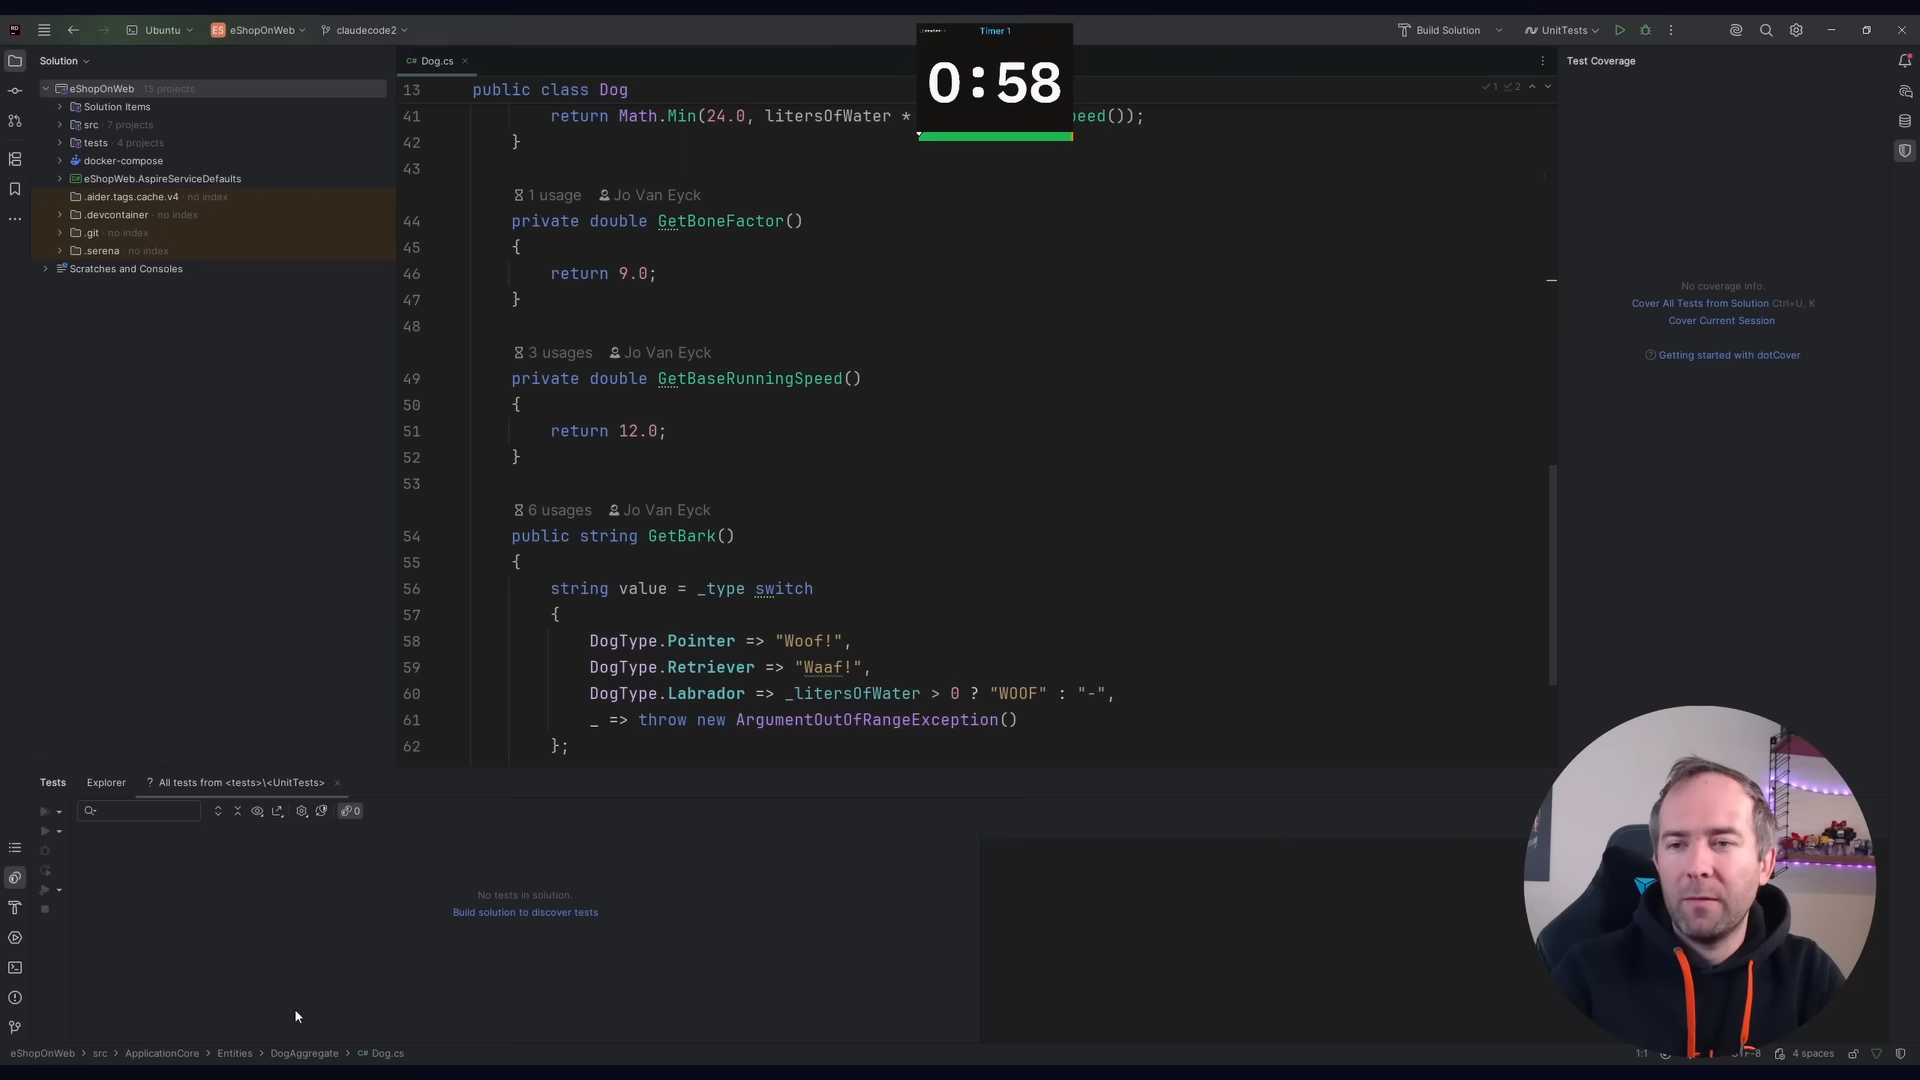 Ubuntu
ES eShopOnWeb
claudecode2
Timer 1
0:58
Build Solution
UnitTests
Solution
eShopOnWeb 13 projects
Solution Items
src 7 projects
tests 4 projects
docker-compose
eShopWeb.AspireServiceDefaults
.aider.tags.cache.v4 no index
.devcontainer no index
.git no index
.serena no index
Scratches and Consoles
C# Dog.cs
13 public class Dog
1 2
41 return Math.Min(24.0, litersOfWater * eed());
42 }
43
1 usage Jo Van Eyck
44 private double GetBoneFactor()
45 {
46 return 9.0;
47 }
48
3 usages Jo Van Eyck
49 private double GetBaseRunningSpeed()
50 {
51 return 12.0;
52 }
53
6 usages Jo Van Eyck
54 public string GetBark()
55 {
56 string value = _type switch
57 {
58 DogType.Pointer => "Woof!",
59 DogType.Retriever => "Waaf!",
60 DogType.Labrador => _litersOfWater > 0 ? "WOOF" : "-",
61 _ => throw new ArgumentOutOfRangeException()
62 };
Test Coverage
No coverage info.
Cover All Tests from Solution Ctrl+U, K
Cover Current Session
Getting started with dotCover
Tests
Explorer
? All tests from <tests>\<UnitTests>
0
No tests in solution.
Build solution to discover tests
eShopOnWeb
src
ApplicationCore
Entities
DogAggregate
C# Dog.cs
1:1
4 spaces